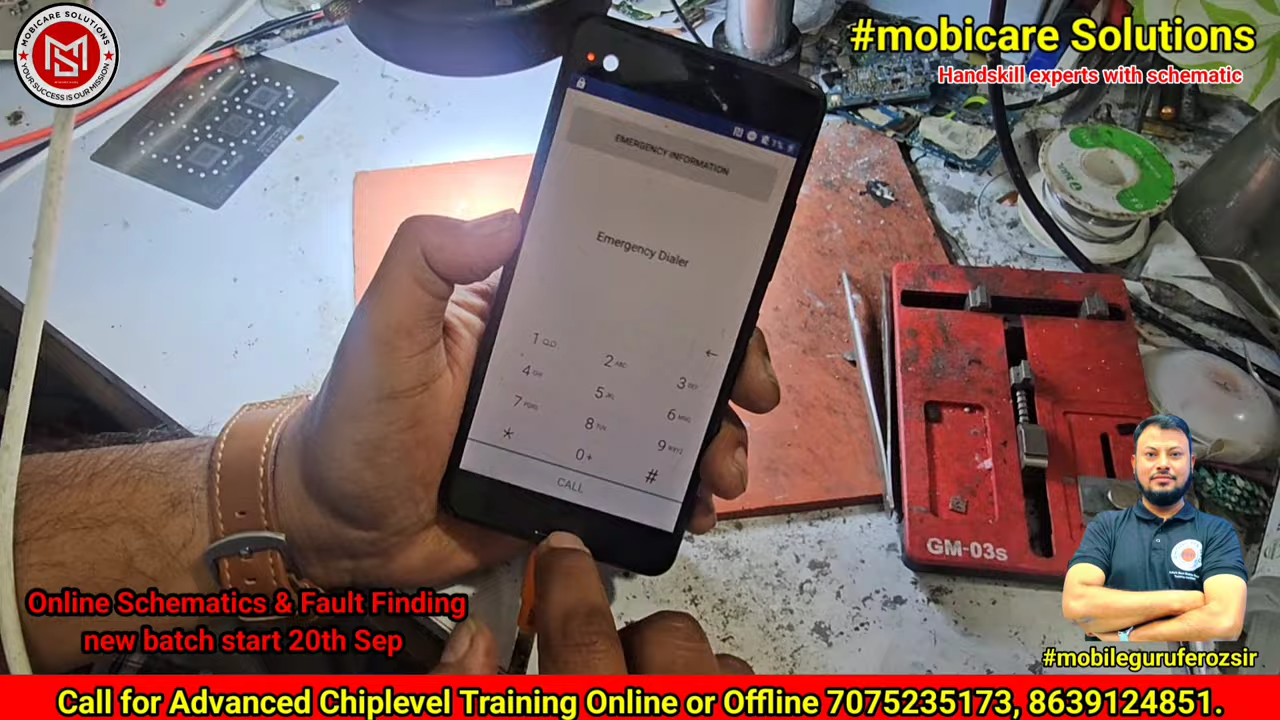 MOBICARE SOLUTIONS
MS
YOUR SUCCESS IS OUR MISSION
#mobicare Solutions
Handskill experts with schematic
7%
EMERGENCY INFORMATION
Emergency Dialer
1
2 ABC
3 DEF
4 GHI
5 JKL
6 MNO
7 PQRS
8 TUV
9 WXYZ
*
0+
#
CALL
GM-03s
Online Schematics & Fault Finding
new batch start 20th Sep
#mobileguruferozsir
Call for Advanced Chiplevel Training Online or Offline 7075235173, 8639124851.